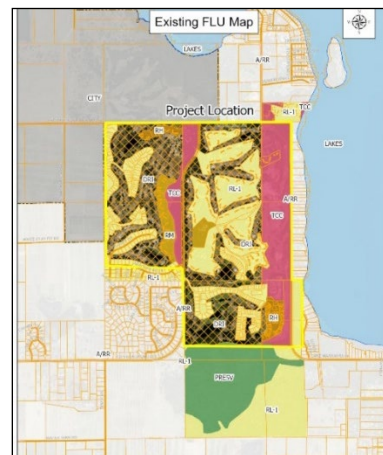 Existing FLU Map
LAKES
A/RR
CITY
TCC
RL-1
Project Location
LAKES
RH
DRI
TCC
RL-1
A/RR
TCC
DRI
RM
RL-1
A/RR
DRI
RH
A/RR
RL-1
PRESV
RL-1